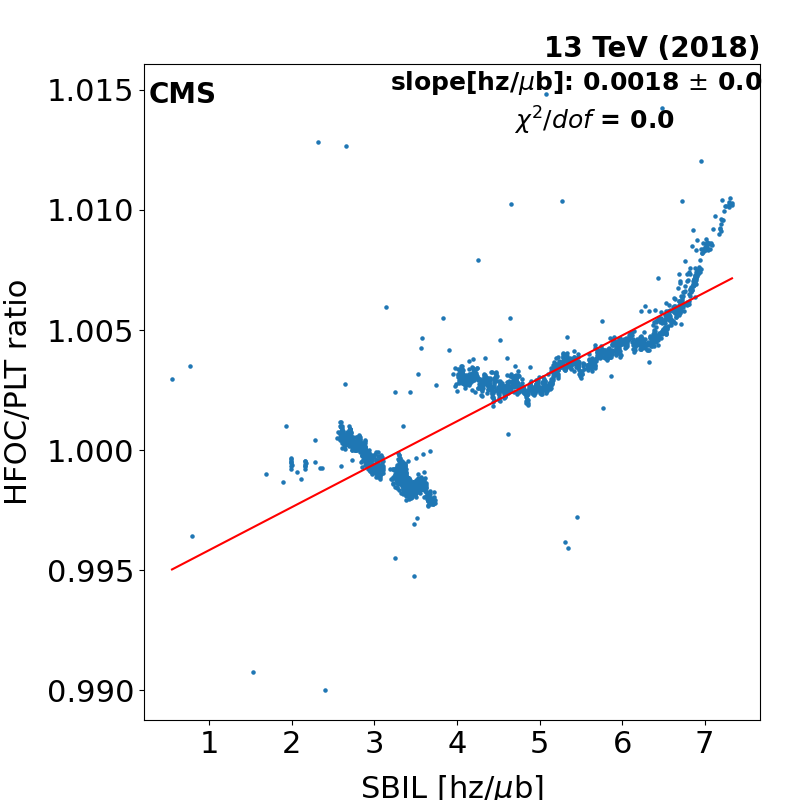 13 TeV (2018)
CMS
slope[hz/μb]: 0.0018 ± 0.0
χ²/dof = 0.0
HFOC/PLT ratio
1.015
1.010
1.005
1.000
0.995
0.990
1 2 3 4 5 6 7
SBIL [hz/μb]